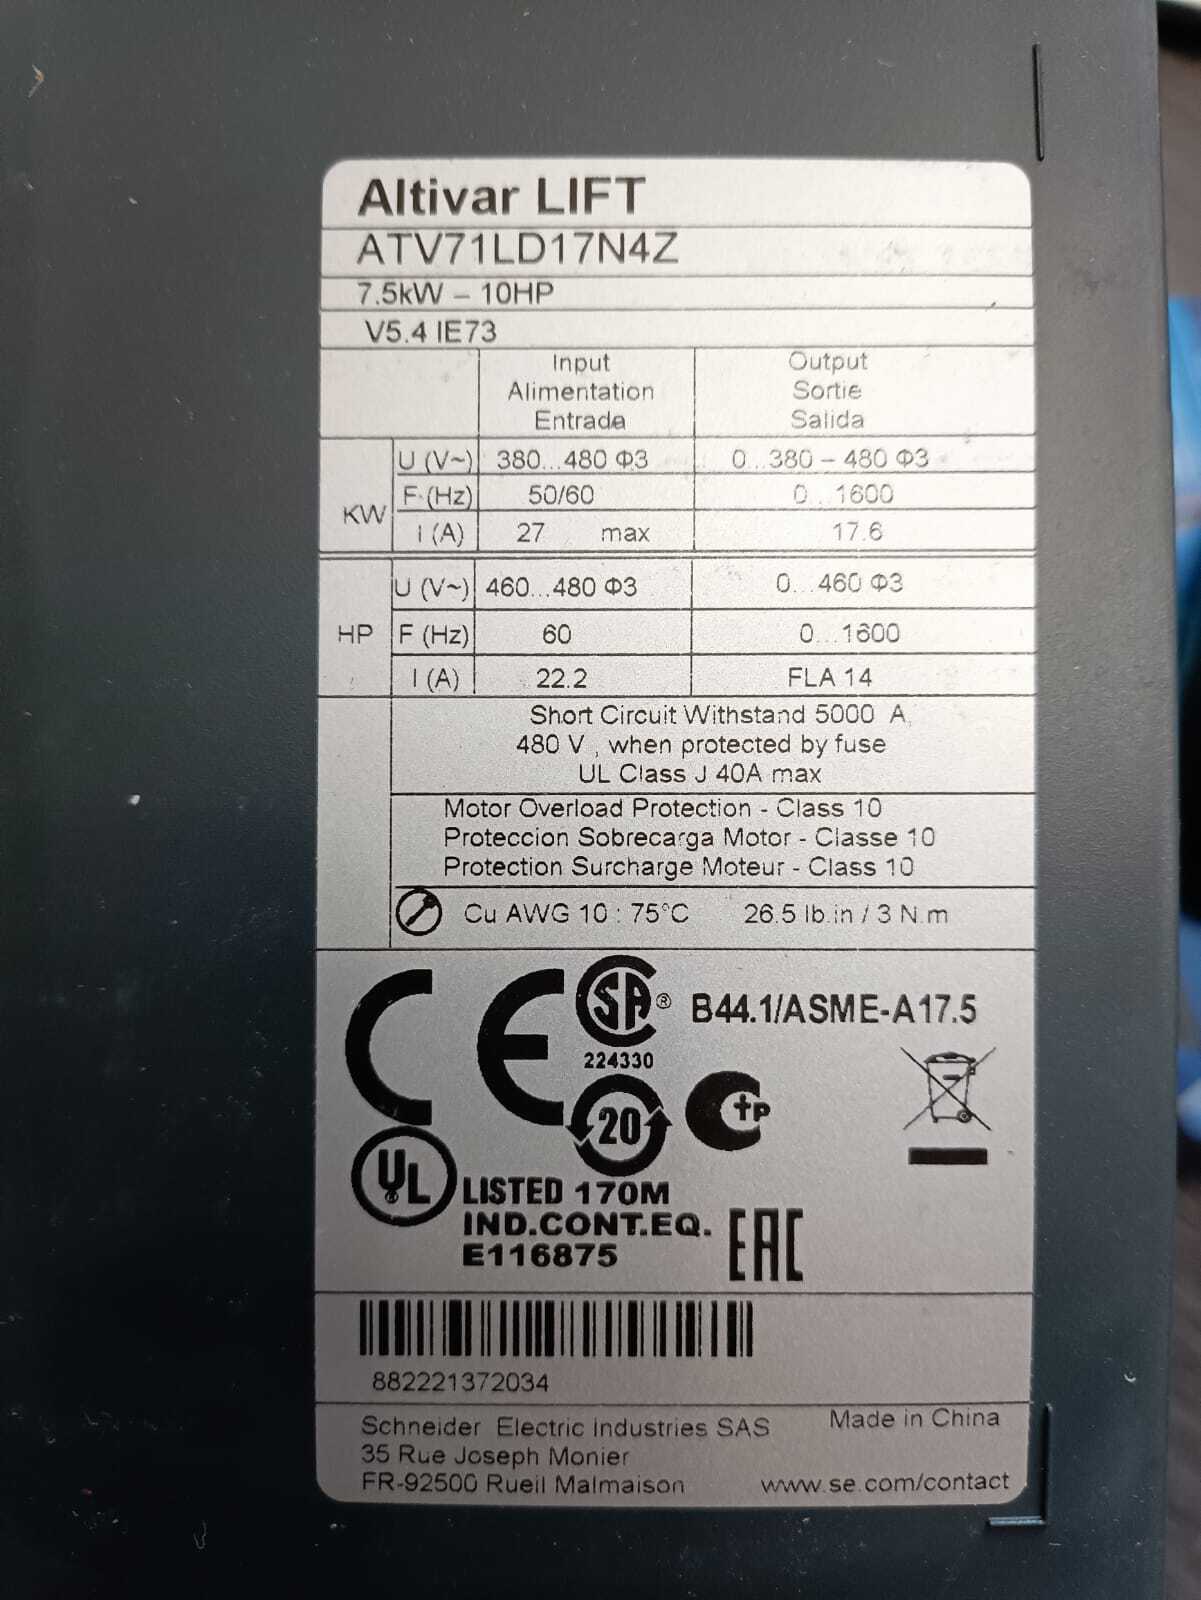 Altivar LIFT
ATV71LD17N4Z
7.5kW – 10HP
V5.4 IE73
Input Output
Alimentation Sortie
Entrada Salida
KW
U (V~) 380...480 Φ3 0...380 – 480 Φ3
F (Hz) 50/60 0...1600
I (A) 27 max 17.6
HP
U (V~) 460...480 Φ3 0...460 Φ3
F (Hz) 60 0...1600
I (A) 22.2 FLA 14
Short Circuit Withstand 5000 A,
480 V , when protected by fuse
UL Class J 40A max
Motor Overload Protection - Class 10
Proteccion Sobrecarga Motor - Classe 10
Protection Surcharge Moteur - Class 10
Cu AWG 10 : 75°C 26.5 lb.in / 3 N.m
CE
SA ® B44.1/ASME-A17.5
224330
20
C tP
UL LISTED 170M
IND.CONT.EQ.
E116875
EAC
882221372034
Schneider Electric Industries SAS Made in China
35 Rue Joseph Monier
FR-92500 Rueil Malmaison www.se.com/contact